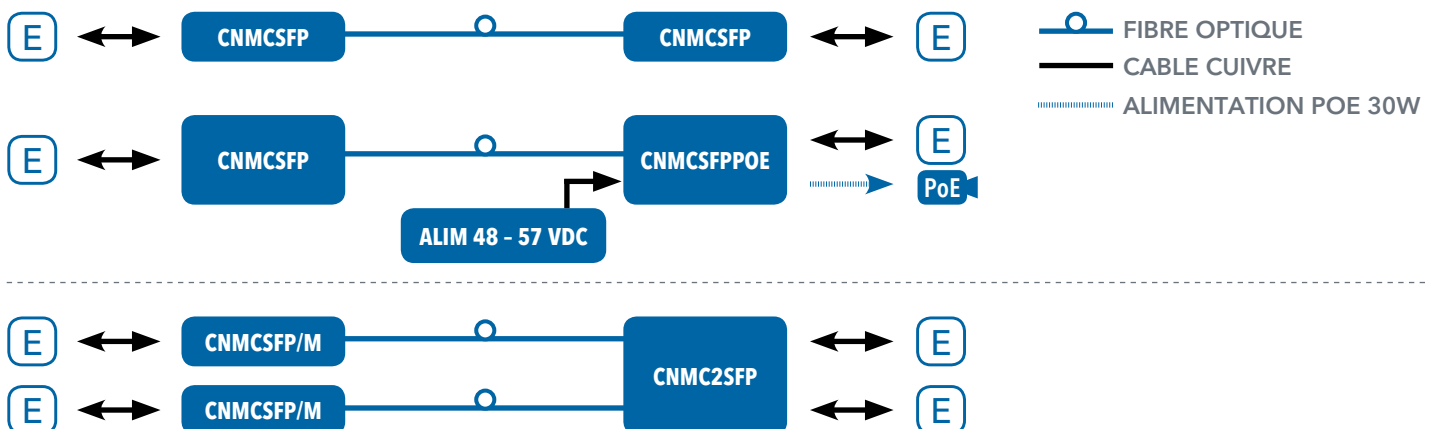 E CNMCSFP CNMCSFP E FIBRE OPTIQUE
CABLE CUIVRE
ALIMENTATION POE 30W
E CNMCSFP CNMCSFPPOE E
PoE
ALIM 48 – 57 VDC
E CNMCSFP/M CNMC2SFP E
E CNMCSFP/M E